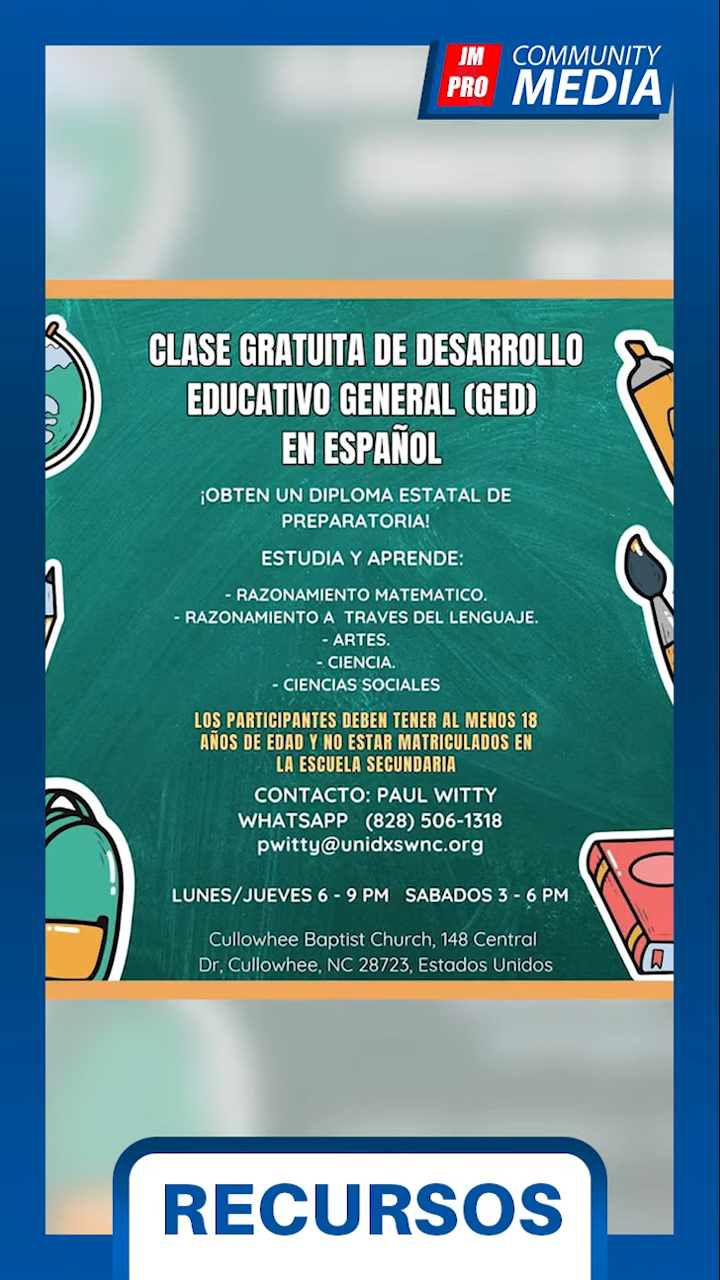 JM
PRO
COMMUNITY
MEDIA
CLASE GRATUITA DE DESARROLLO
EDUCATIVO GENERAL (GED)
EN ESPAÑOL
¡OBTEN UN DIPLOMA ESTATAL DE
PREPARATORIA!
ESTUDIA Y APRENDE:
- RAZONAMIENTO MATEMATICO.
- RAZONAMIENTO A TRAVES DEL LENGUAJE.
- ARTES.
- CIENCIA.
- CIENCIAS SOCIALES
LOS PARTICIPANTES DEBEN TENER AL MENOS 18
AÑOS DE EDAD Y NO ESTAR MATRICULADOS EN
LA ESCUELA SECUNDARIA
CONTACTO: PAUL WITTY
WHATSAPP (828) 506-1318
pwitty@unidxswnc.org
LUNES/JUEVES 6 - 9 PM SABADOS 3 - 6 PM
Cullowhee Baptist Church, 148 Central
Dr, Cullowhee, NC 28723, Estados Unidos
RECURSOS